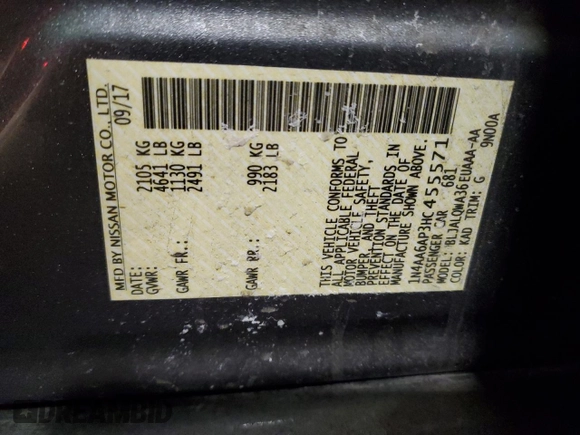 MFD BY NISSAN MOTOR CO., LTD.
DATE: 09/17
GVWR: 2105 KG
4641 LB
GAWR FR.: 1130 KG
2491 LB
GAWR RR.: 990 KG
2183 LB
THIS VEHICLE CONFORMS TO
ALL APPLICABLE FEDERAL
MOTOR VEHICLE SAFETY,
BUMPER, AND THEFT
PREVENTION STANDARDS IN
EFFECT ON THE DATE OF
MANUFACTURE SHOWN ABOVE.
1N4AA6AP3HC455571
PASSENGER CAR 6B1
MODEL: BLJALQWA36EUAAA-AA
COLOR: KAD TRIM: G 9N00A
DREAMBID